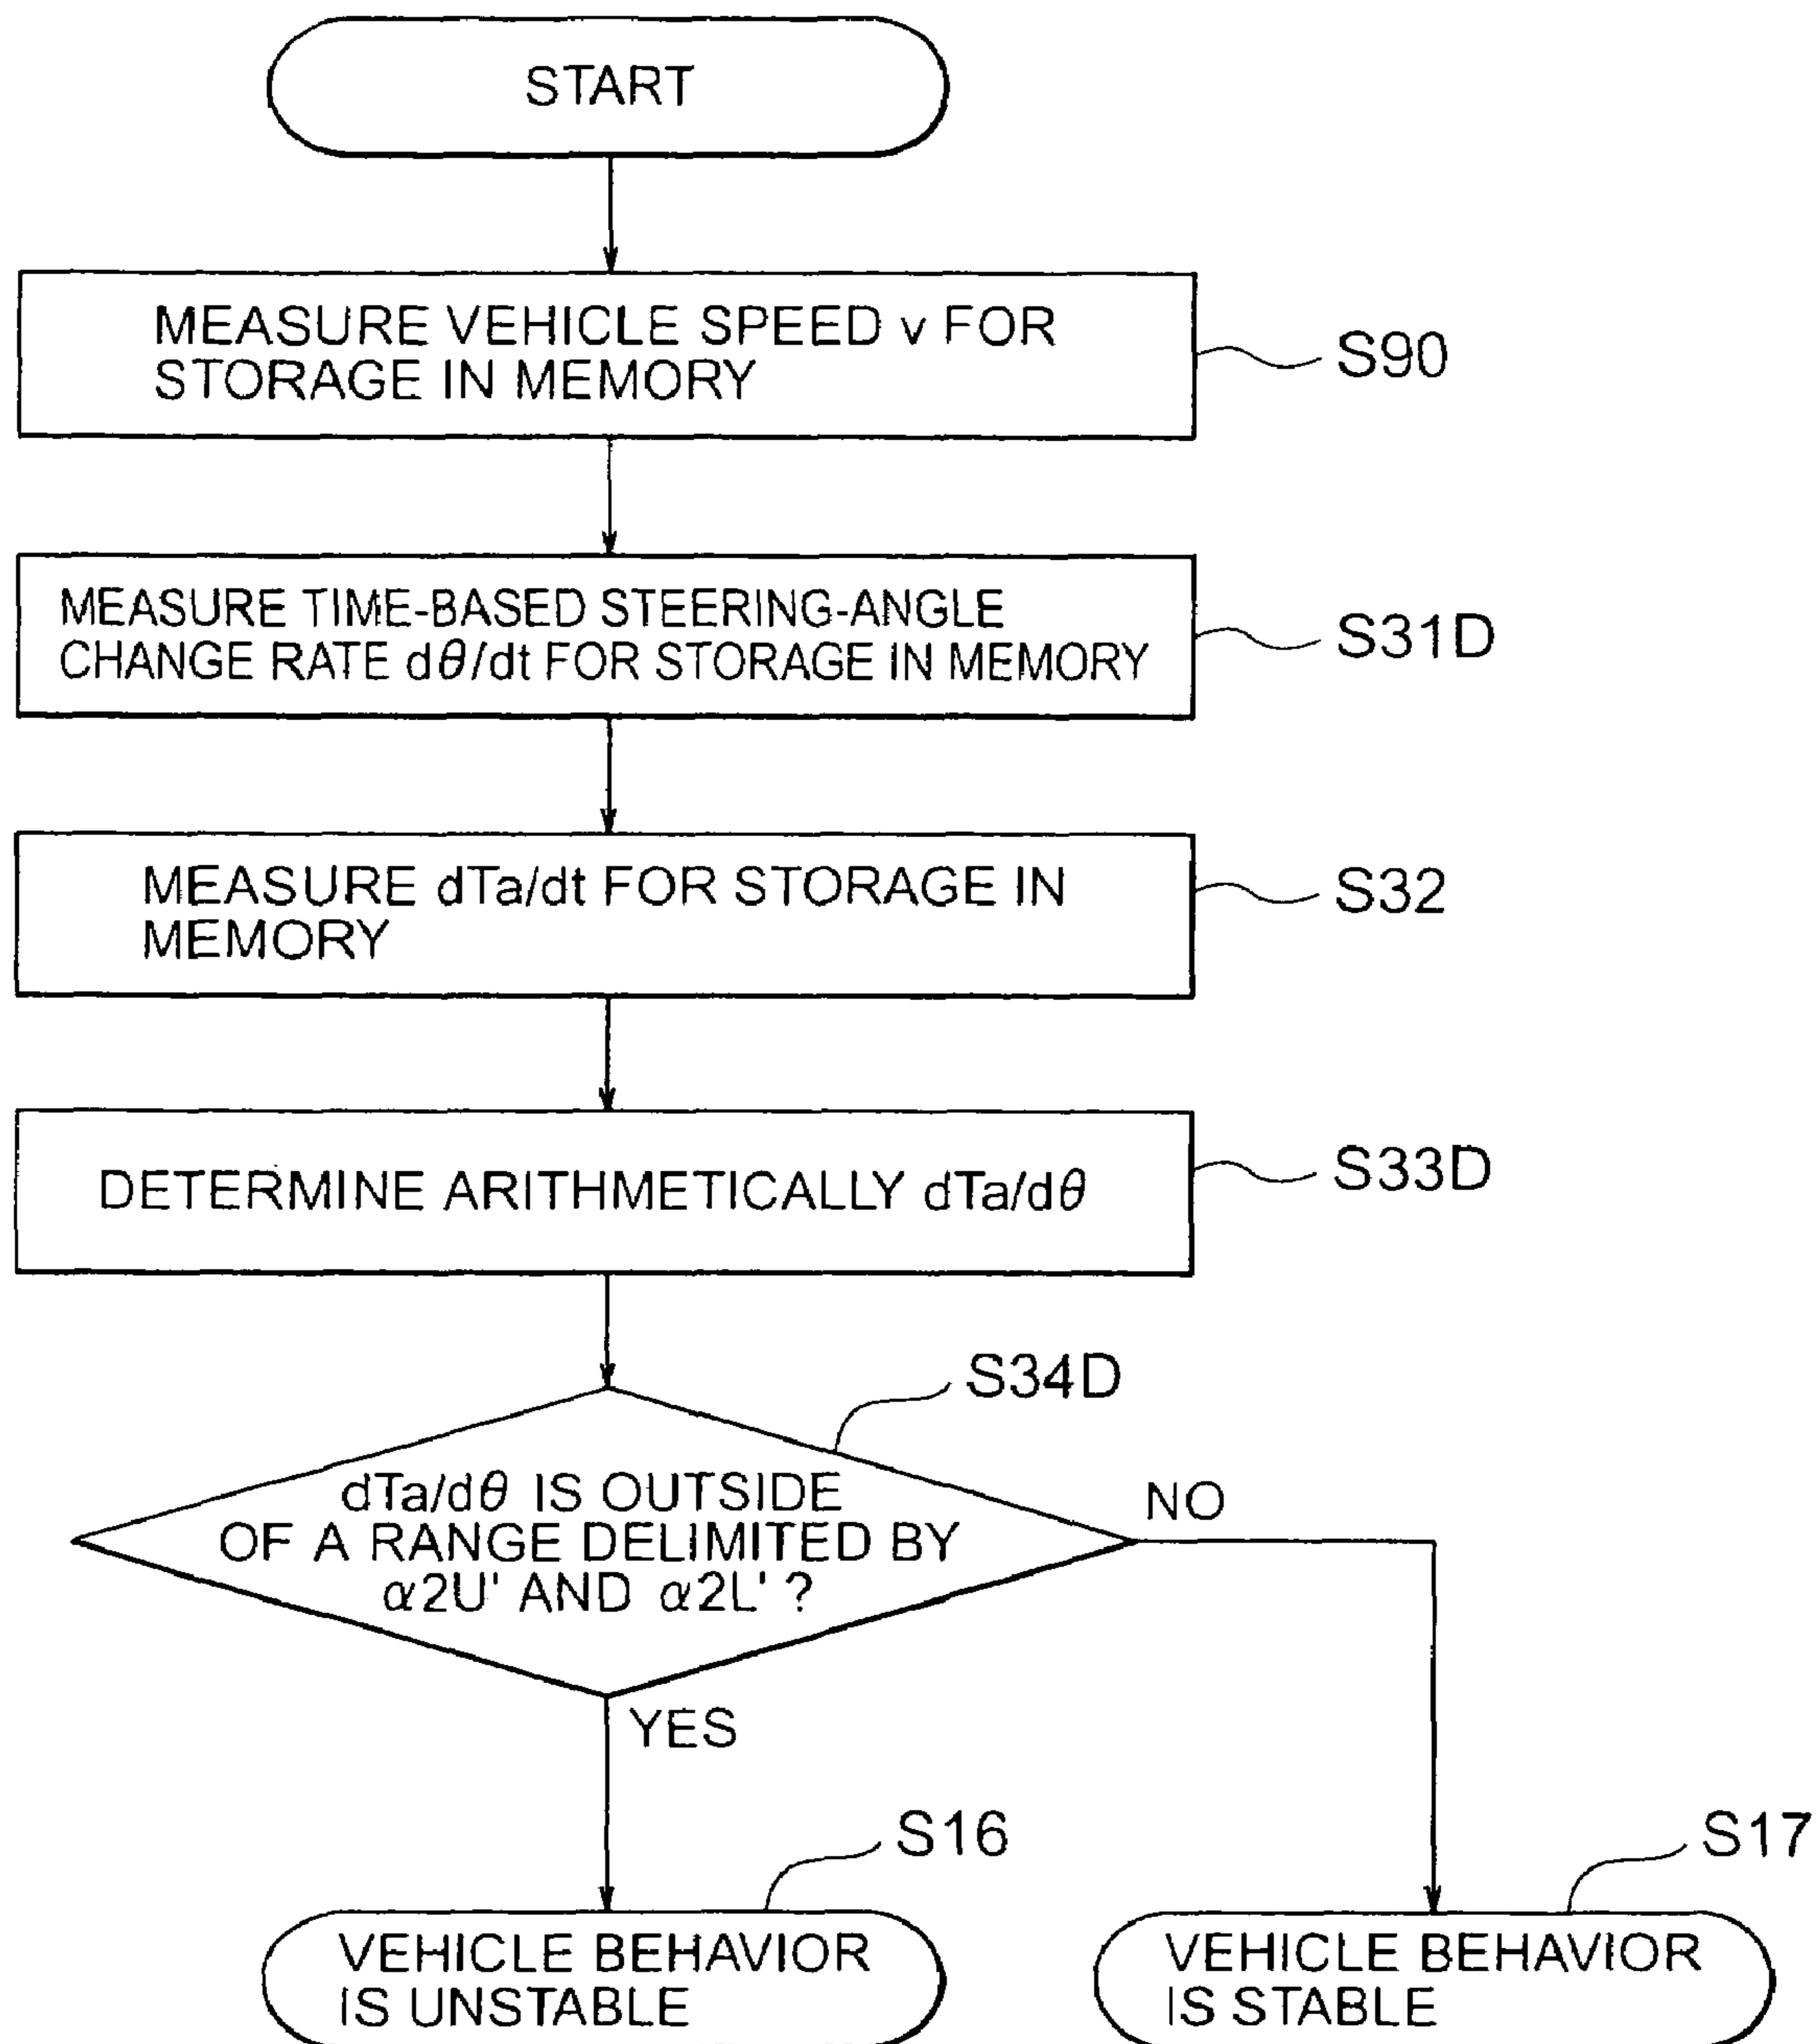 START
MEASURE VEHICLE SPEED v FOR
STORAGE IN MEMORY
S90
MEASURE TIME-BASED STEERING-ANGLE
CHANGE RATE dθ/dt FOR STORAGE IN MEMORY
S31D
MEASURE dTa/dt FOR STORAGE IN
MEMORY
S32
DETERMINE ARITHMETICALLY dTa/dθ
S33D
S34D
dTa/dθ IS OUTSIDE
OF A RANGE DELIMITED BY
α2U' AND α2L' ?
NO
YES
S16
VEHICLE BEHAVIOR
IS UNSTABLE
S17
VEHICLE BEHAVIOR
IS STABLE